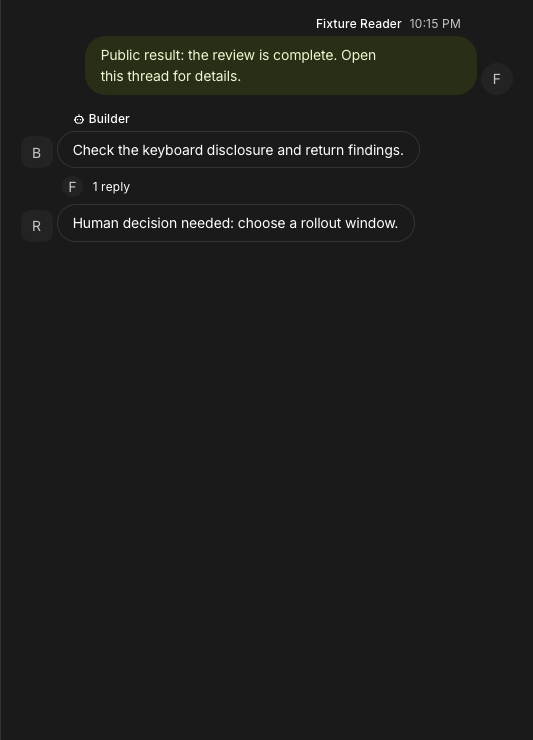 Fixture Reader 10:15 PM
Public result: the review is complete. Open
this thread for details.
F
Builder
B
Check the keyboard disclosure and return findings.
F 1 reply
R
Human decision needed: choose a rollout window.